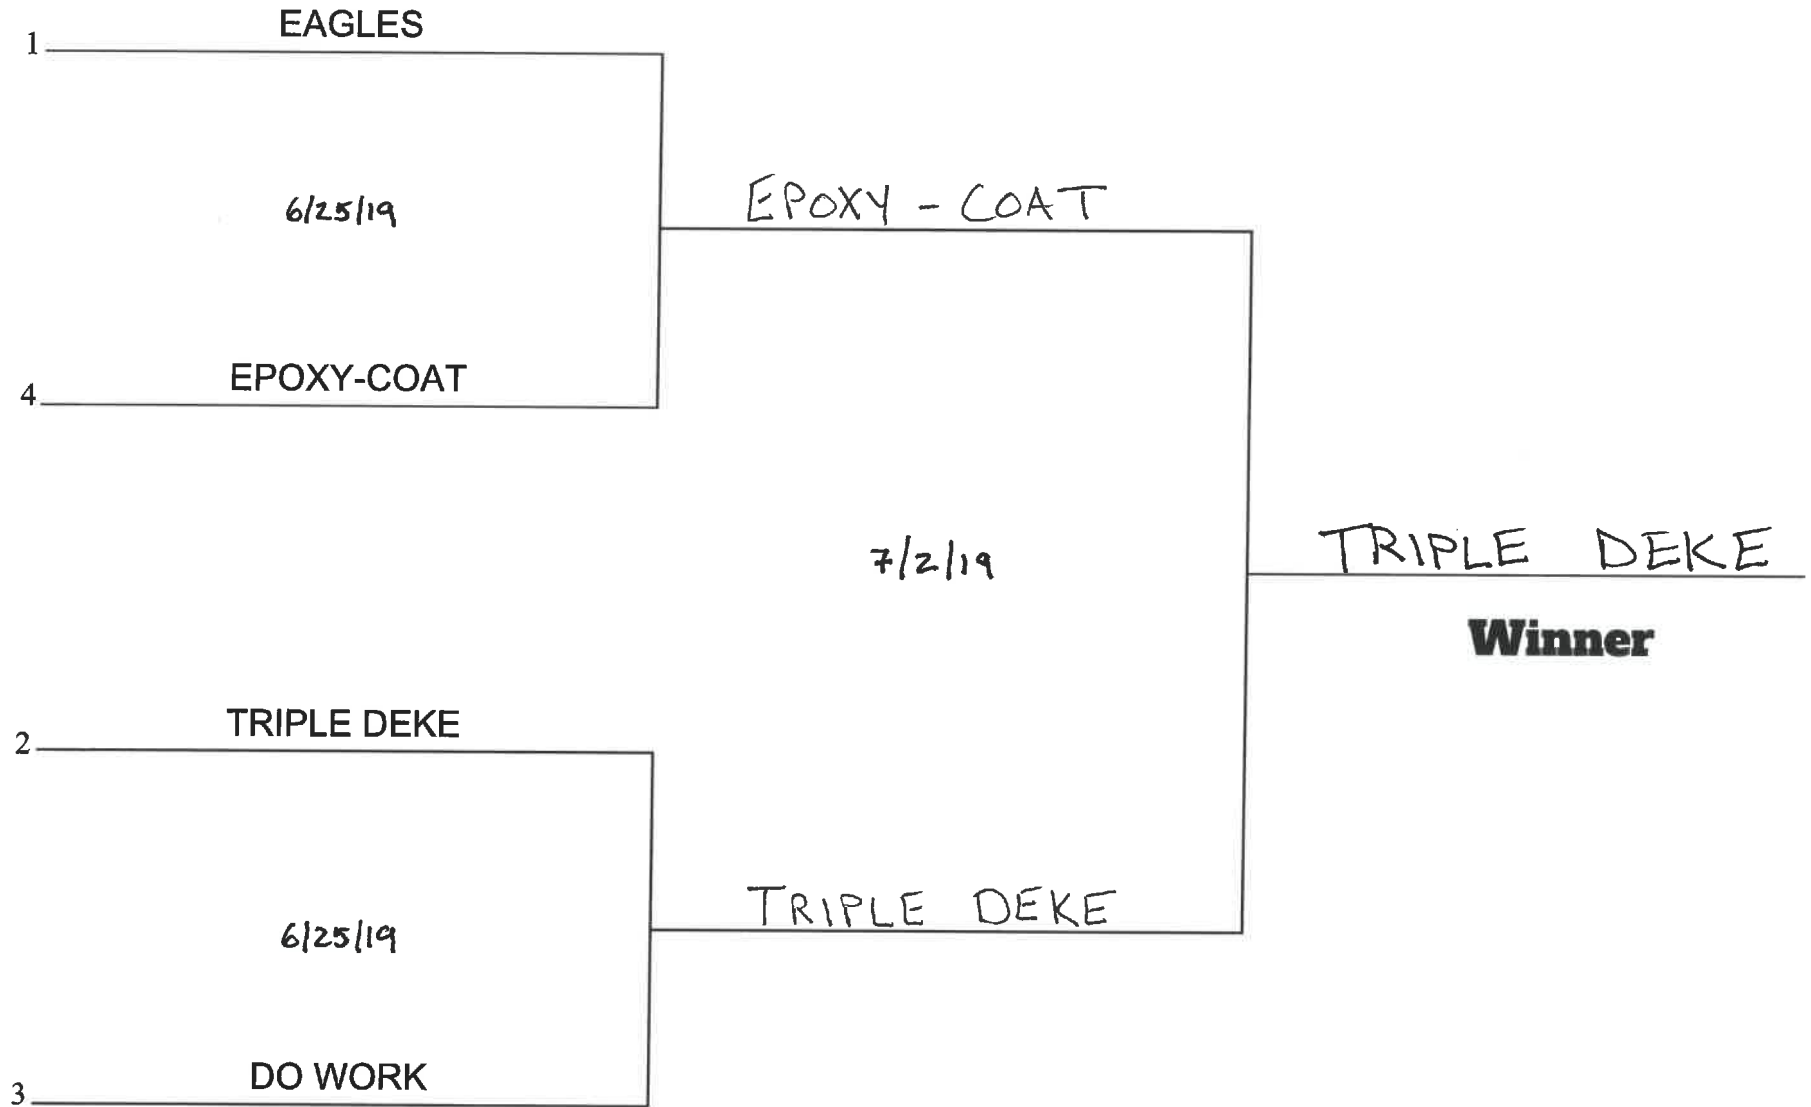 EAGLES
1
6/25/19
EPOXY - COAT
EPOXY-COAT
4
7/2/19
TRIPLE DEKE
Winner
TRIPLE DEKE
2
TRIPLE DEKE
6/25/19
DO WORK
3